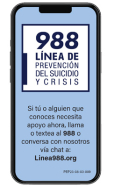 988
LÍNEA DE
PREVENCIÓN
DEL SUICIDIO
Y CRISIS
Si tú o alguien que
conoces necesita
apoyo ahora, llama
o textea al 988 o
conversa con nosotros
vía chat a:
Linea988.org